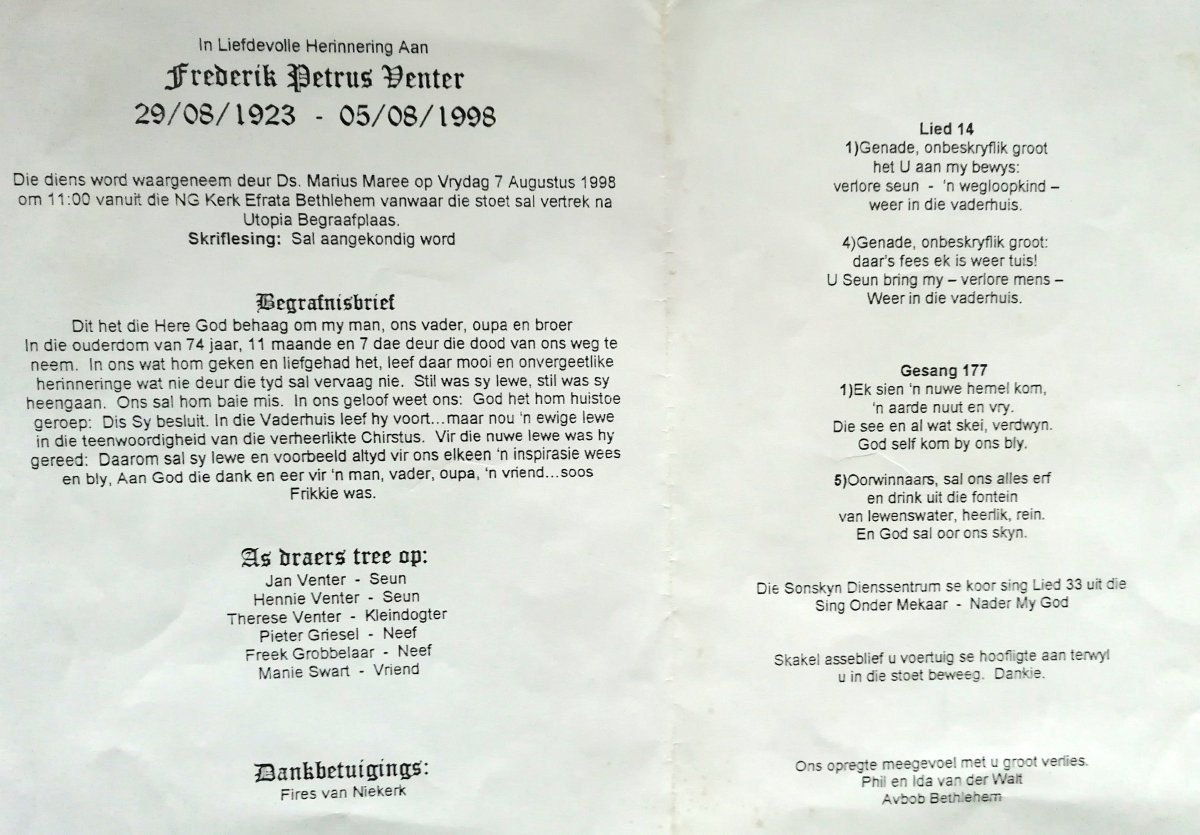 In Liefdevolle Herinnering Aan
Frederik Petrus Venter
29/08/1923 - 05/08/1998
Die diens word waargeneem deur Ds. Marius Maree op Vrydag 7 Augustus 1998
om 11:00 vanuit die NG Kerk Efrata Bethlehem vanwaar die stoet sal vertrek na
Utopia Begraafplaas.
Skriflesing: Sal aangekondig word
Begrafnisbrief
Dit het die Here God behaag om my man, ons vader, oupa en broer
In die ouderdom van 74 jaar, 11 maande en 7 dae deur die dood van ons weg te
neem. In ons wat hom geken en liefgehad het, leef daar mooi en onvergeetlike
herinneringe wat nie deur die tyd sal vervaag nie. Stil was sy lewe, stil was sy
heengaan. Ons sal hom baie mis. In ons geloof weet ons: God het hom huistoe
geroep: Dis Sy besluit. In die Vaderhuis leef hy voort...maar nou 'n ewige lewe
in die teenwoordigheid van die verheerlikte Chirstus. Vir die nuwe lewe was hy
gereed: Daarom sal sy lewe en voorbeeld altyd vir ons elkeen 'n inspirasie wees
en bly, Aan God die dank en eer vir 'n man, vader, oupa, 'n vriend...soos
Frikkie was.
As draers tree op:
Jan Venter - Seun
Hennie Venter - Seun
Therese Venter - Kleindogter
Pieter Griesel - Neef
Freek Grobbelaar - Neef
Manie Swart - Vriend
Dankbetuigings:
Fires van Niekerk
Lied 14
1)Genade, onbeskryflik groot
het U aan my bewys:
verlore seun - 'n wegloopkind –
weer in die vaderhuis.
4)Genade, onbeskryflik groot:
daar's fees ek is weer tuis!
U Seun bring my – verlore mens –
Weer in die vaderhuis.
Gesang 177
1)Ek sien 'n nuwe hemel kom,
'n aarde nuut en vry.
Die see en al wat skei, verdwyn.
God self kom by ons bly.
5)Oorwinnaars, sal ons alles erf
en drink uit die fontein
van lewenswater, heerlik, rein.
En God sal oor ons skyn.
Die Sonskyn Dienssentrum se koor sing Lied 33 uit die
Sing Onder Mekaar - Nader My God
Skakel asseblief u voertuig se hoofligte aan terwyl
u in die stoet beweeg. Dankie.
Ons opregte meegevoel met u groot verlies.
Phil en Ida van der Walt
Avbob Bethlehem